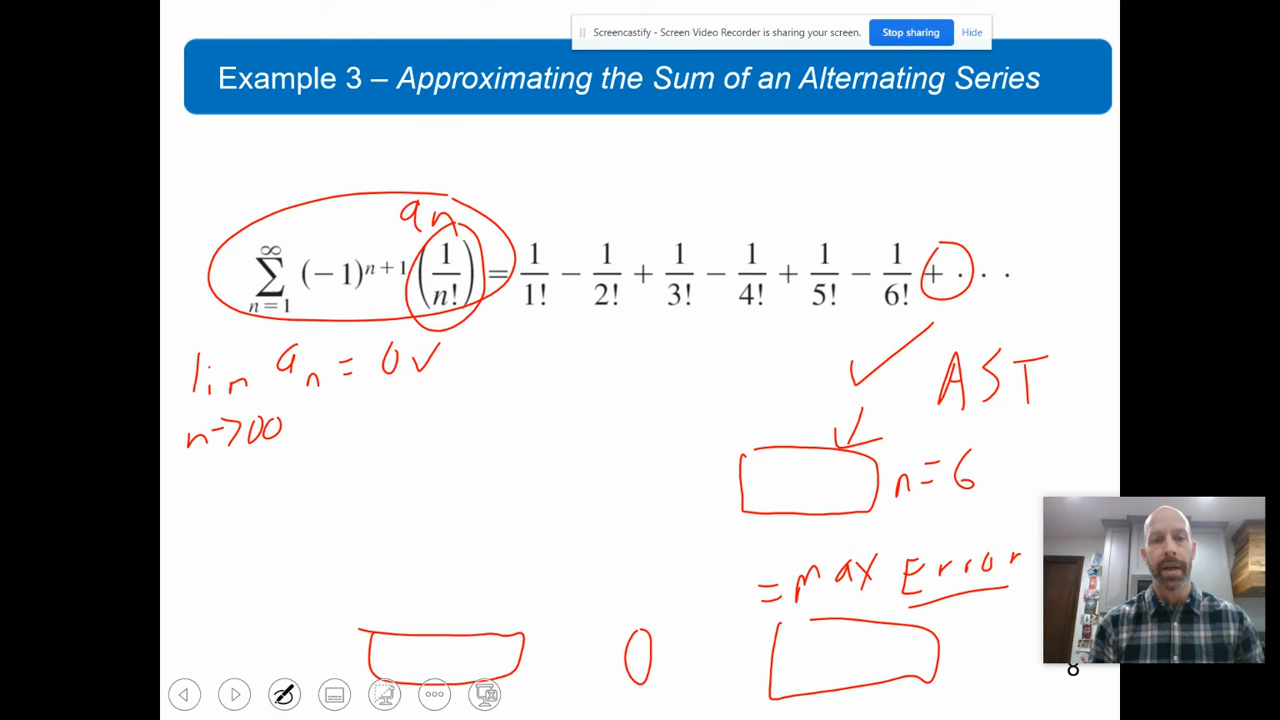 Screencastify - Screen Video Recorder is sharing your screen. Stop sharing Hide
Example 3 – Approximating the Sum of an Alternating Series
aₙ
∞
∑ (−1)ⁿ⁺¹ (1/n!) = 1/1! − 1/2! + 1/3! − 1/4! + 1/5! − 1/6! + · · ·
n=1
lim aₙ = 0 ✓
n→∞
✓ AST
n = 6
= max Error
0
8